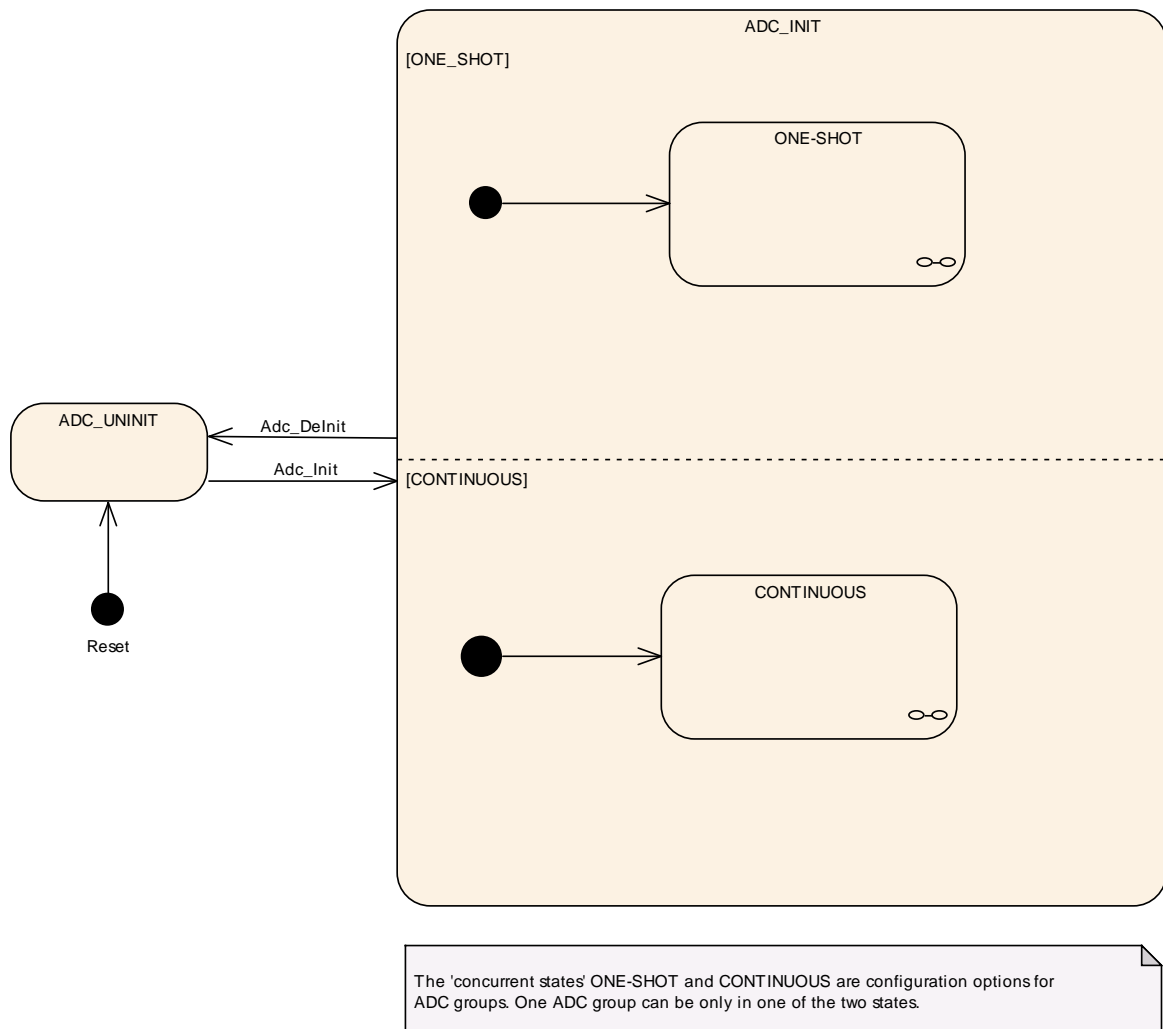 ADC_INIT
[ONE_SHOT]
ONE-SHOT
ADC_UNINIT
Adc_DeInit
Adc_Init
[CONTINUOUS]
CONTINUOUS
Reset
The 'concurrent states' ONE-SHOT and CONTINUOUS are configuration options for
ADC groups. One ADC group can be only in one of the two states.